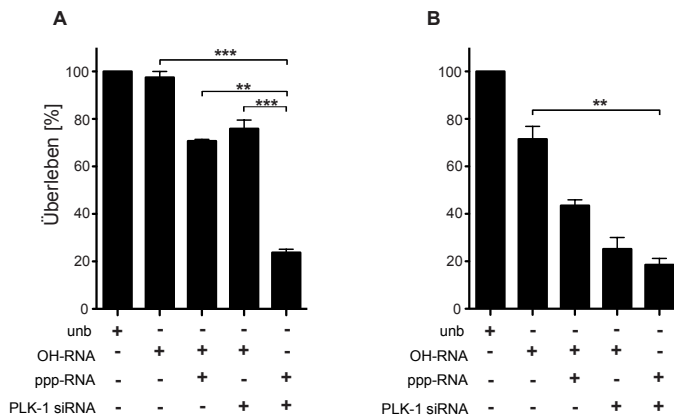 A
***
**
***
Überleben [%]
100
80
60
40
20
0
unb + - - - -
OH-RNA - + + + -
ppp-RNA - - + - +
PLK-1 siRNA - - - + +
B
**
100
80
60
40
20
0
unb + - - - -
OH-RNA - + + + -
ppp-RNA - - + - +
PLK-1 siRNA - - - + +